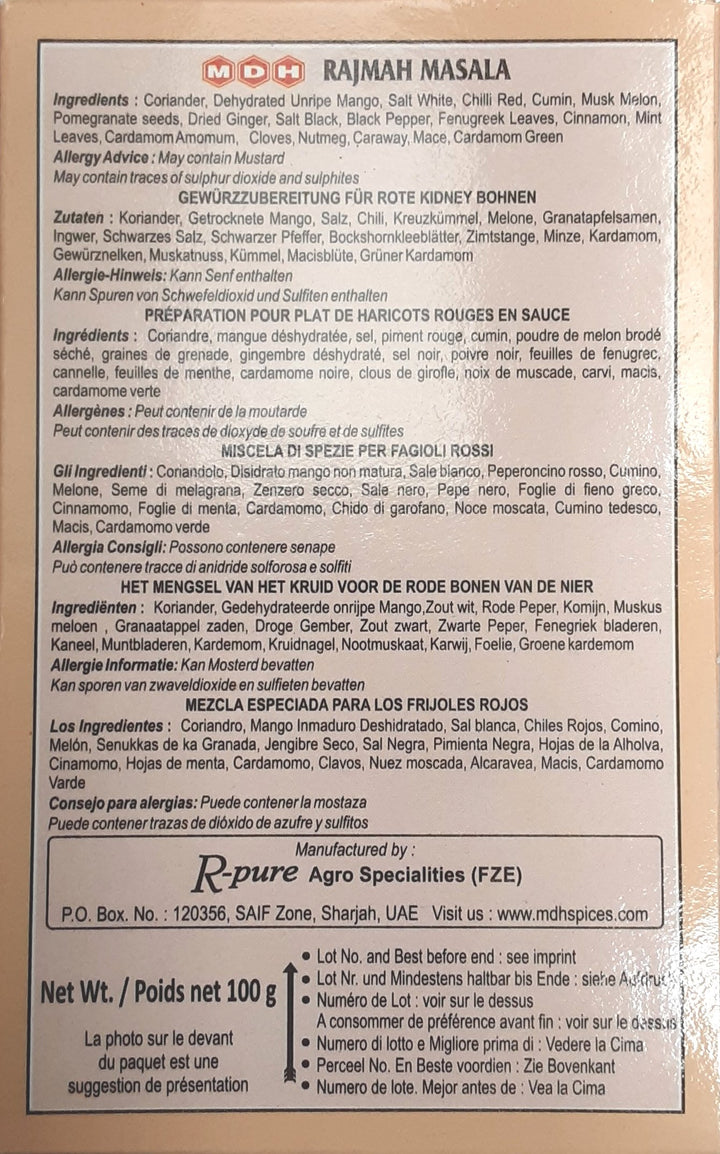 MDH RAJMAH MASALA
Ingredients : Coriander, Dehydrated Unripe Mango, Salt White, Chilli Red, Cumin, Musk Melon,
Pomegranate seeds, Dried Ginger, Salt Black, Black Pepper, Fenugreek Leaves, Cinnamon, Mint
Leaves, Cardamom Amomum, Cloves, Nutmeg, Caraway, Mace, Cardamom Green
Allergy Advice : May contain Mustard
May contain traces of sulphur dioxide and sulphites
GEWÜRZZUBEREITUNG FÜR ROTE KIDNEY BOHNEN
Zutaten : Koriander, Getrocknete Mango, Salz, Chili, Kreuzkümmel, Melone, Granatapfelsamen,
Ingwer, Schwarzes Salz, Schwarzer Pfeffer, Bockshornkleeblätter, Zimtstange, Minze, Kardamom,
Gewürznelken, Muskatnuss, Kümmel, Macisblüte, Grüner Kardamom
Allergie-Hinweis: Kann Senf enthalten
Kann Spuren von Schwefeldioxid und Sulfiten enthalten
PRÉPARATION POUR PLAT DE HARICOTS ROUGES EN SAUCE
Ingrédients : Coriandre, mangue déshydratée, sel, piment rouge, cumin, poudre de melon brodé
séché, graines de grenade, gingembre déshydraté, sel noir, poivre noir, feuilles de fenugrec,
cannelle, feuilles de menthe, cardamome noire, clous de girofle, noix de muscade, carvi, macis,
cardamome verte
Allergènes : Peut contenir de la moutarde
Peut contenir des traces de dioxyde de soufre et de sulfites
MISCELA DI SPEZIE PER FAGIOLI ROSSI
Gli Ingredienti : Coriandolo, Disidrato mango non matura, Sale bianco, Peperoncino rosso, Cumino,
Melone, Seme di melagrana, Zenzero secco, Sale nero, Pepe nero, Foglie di fieno greco,
Cinnamomo, Foglie di menta, Cardamomo, Chido di garofano, Noce moscata, Cumino tedesco,
Macis, Cardamomo verde
Allergia Consigli: Possono contenere senape
Può contenere tracce di anidride solforosa e solfiti
HET MENGSEL VAN HET KRUID VOOR DE RODE BONEN VAN DE NIER
Ingrediënten : Koriander, Gedehydrateerde onrijpe Mango,Zout wit, Rode Peper, Komijn, Muskus
meloen , Granaatappel zaden, Droge Gember, Zout zwart, Zwarte Peper, Fenegriek bladeren,
Kaneel, Muntbladeren, Kardemom, Kruidnagel, Nootmuskaat, Karwij, Foelie, Groene kardemom
Allergie Informatie: Kan Mosterd bevatten
Kan sporen van zwaveldioxide en sulfieten bevatten
MEZCLA ESPECIADA PARA LOS FRIJOLES ROJOS
Los Ingredientes : Coriandro, Mango Inmaduro Deshidratado, Sal blanca, Chiles Rojos, Comino,
Melón, Senukkas de ka Granada, Jengibre Seco, Sal Negra, Pimienta Negra, Hojas de la Alholva,
Cinamomo, Hojas de menta, Cardamomo, Clavos, Nuez moscada, Alcaravea, Macis, Cardamomo
Varde
Consejo para alergias: Puede contener la mostaza
Puede contener trazas de dióxido de azufre y sulfitos
Manufactured by :
R-pure Agro Specialities (FZE)
P.O. Box. No. : 120356, SAIF Zone, Sharjah, UAE Visit us : www.mdhspices.com
Net Wt. / Poids net 100 g
La photo sur le devant
du paquet est une
suggestion de présentation
• Lot No. and Best before end : see imprint
• Lot Nr. und Mindestens haltbar bis Ende : siehe Aufdruck
• Numéro de Lot : voir sur le dessus
A consommer de préférence avant fin : voir sur le dessus
• Numero di lotto e Migliore prima di : Vedere la Cima
• Perceel No. En Beste voordien : Zie Bovenkant
• Numero de lote. Mejor antes de : Vea la Cima